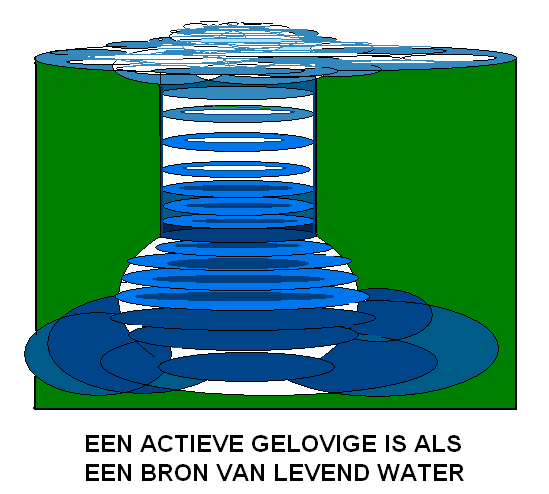 EEN ACTIEVE GELOVIGE IS ALS
EEN BRON VAN LEVEND WATER